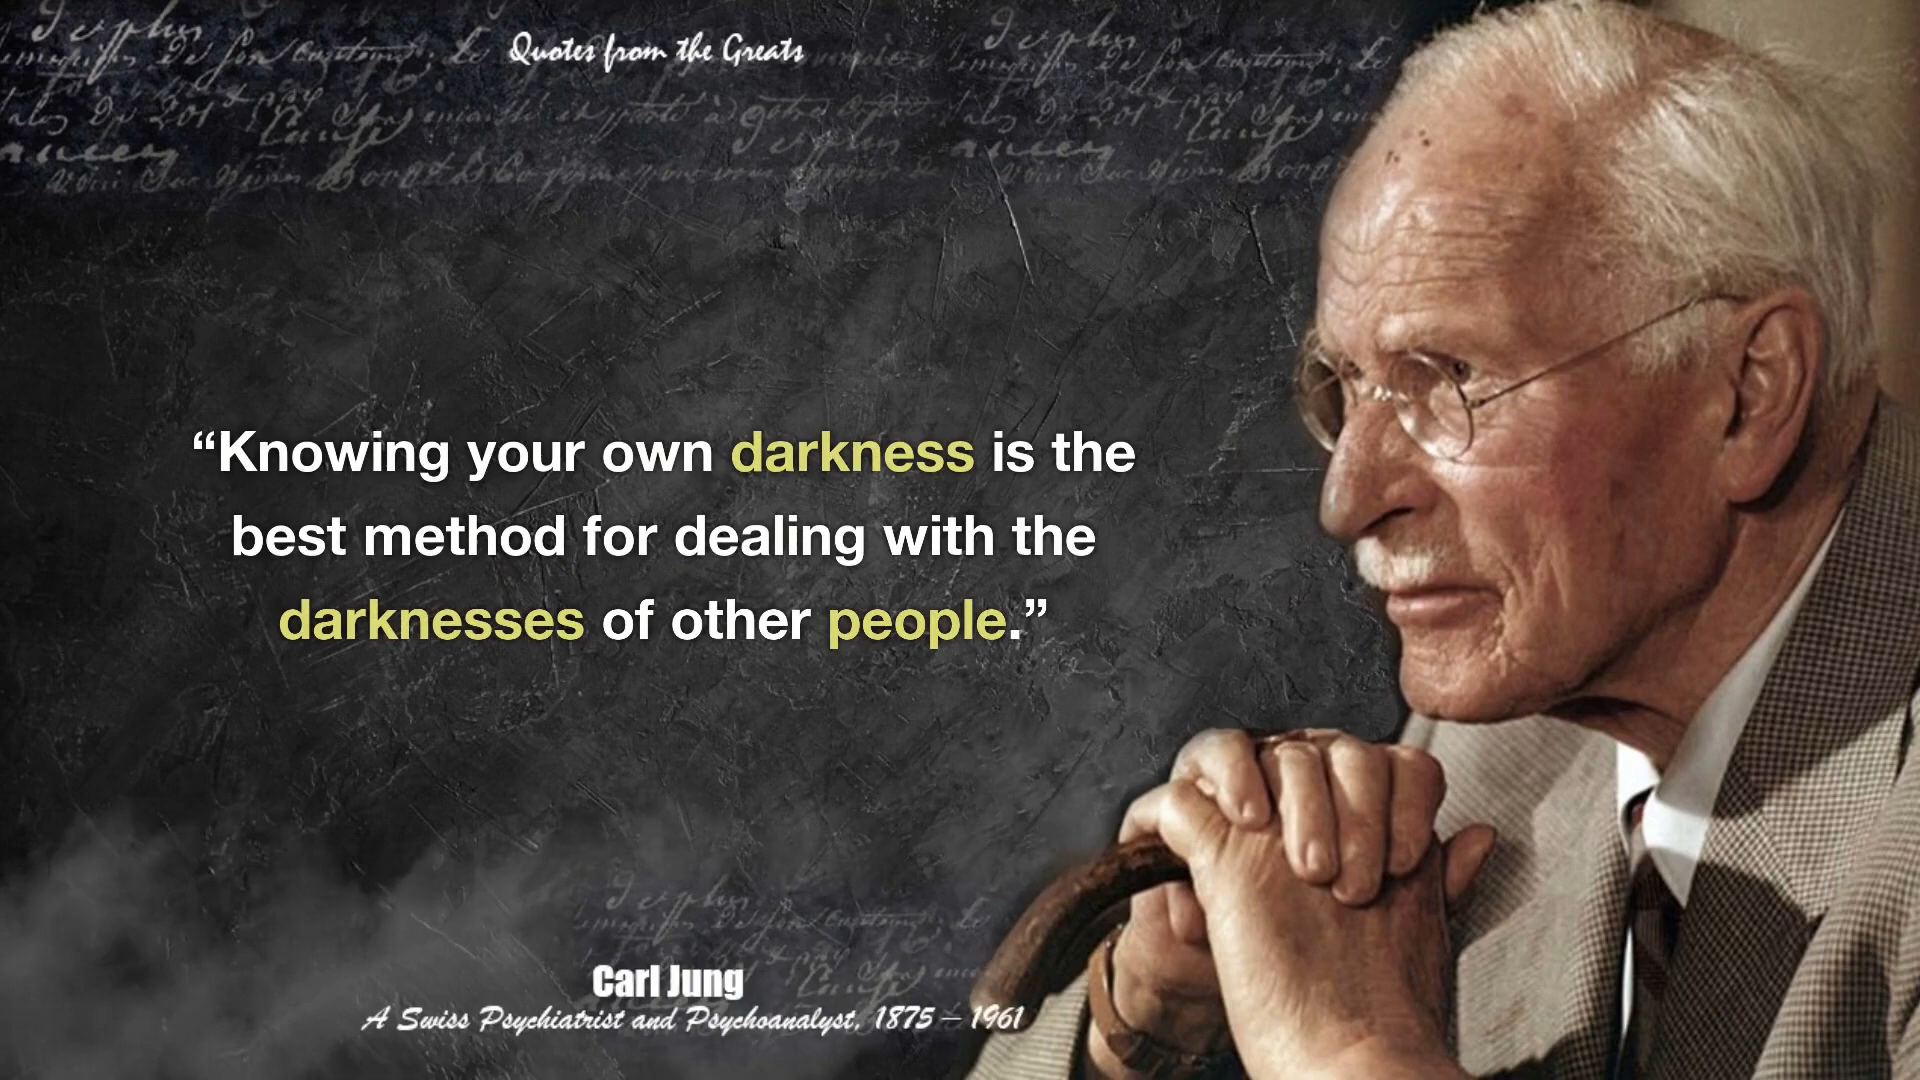 Quotes from the Greats
“Knowing your own darkness is the
best method for dealing with the
darknesses of other people.”
Carl Jung
A Swiss Psychiatrist and Psychoanalyst, 1875 – 1961